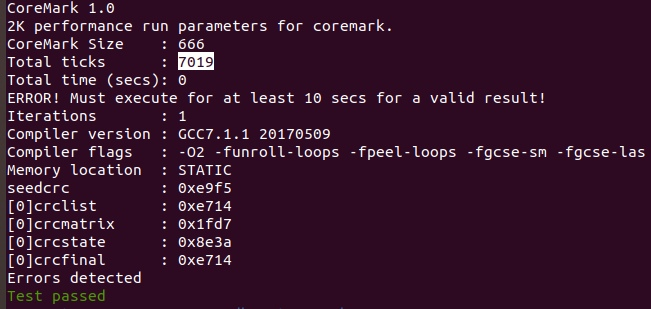 CoreMark 1.0
2K performance run parameters for coremark.
CoreMark Size    : 666
Total ticks      : 7019
Total time (secs): 0
ERROR! Must execute for at least 10 secs for a valid result!
Iterations       : 1
Compiler version : GCC7.1.1 20170509
Compiler flags   : -O2 -funroll-loops -fpeel-loops -fgcse-sm -fgcse-las
Memory location  : STATIC
seedcrc          : 0xe9f5
[0]crclist       : 0xe714
[0]crcmatrix     : 0x1fd7
[0]crcstate      : 0x8e3a
[0]crcfinal      : 0xe714
Errors detected
Test passed